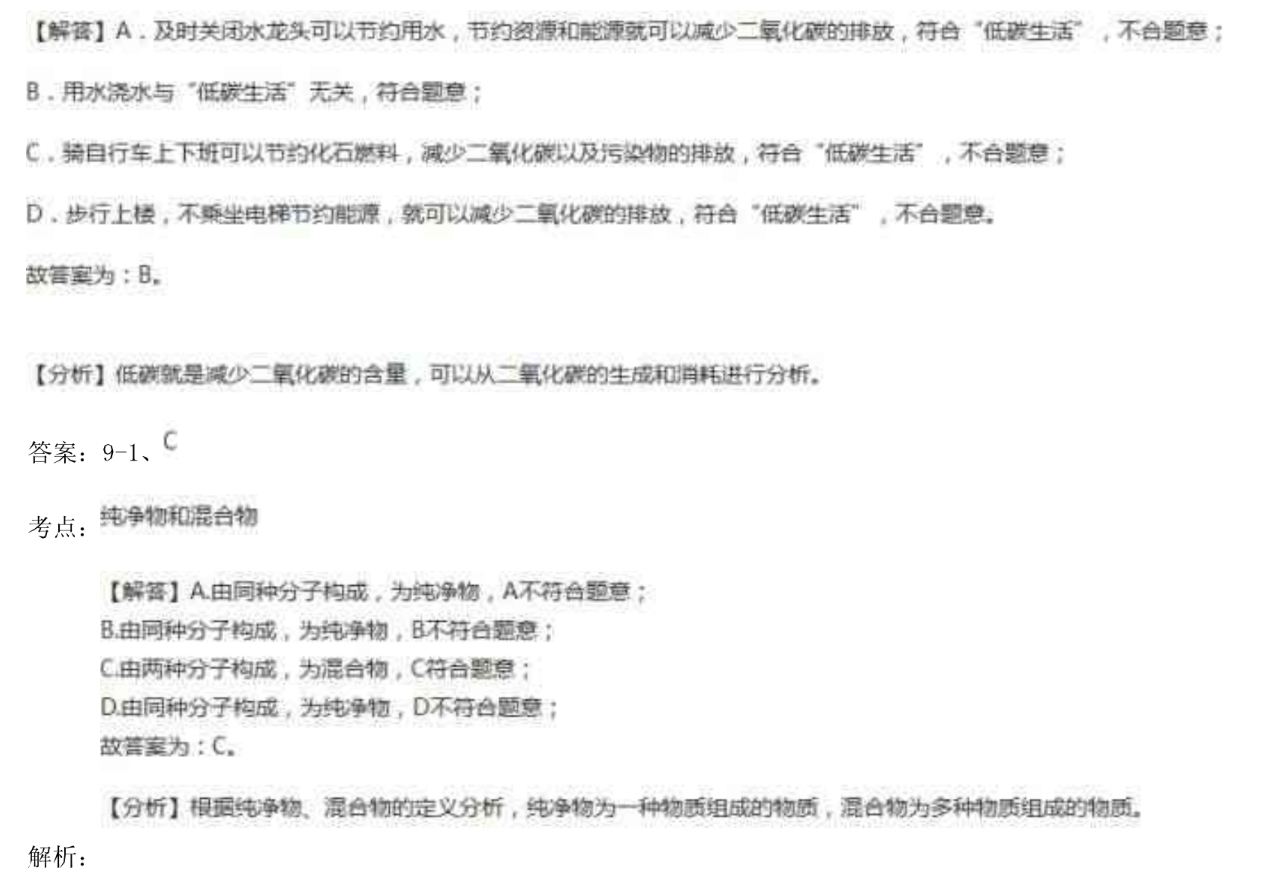 【解答】A．及时关闭水龙头可以节约用水，节约资源和能源就可以减少二氧化碳的排放，符合“低碳生活”，不合题意；
B．用水浇水与“低碳生活”无关，符合题意；
C．骑自行车上下班可以节约化石燃料，减少二氧化碳以及污染物的排放，符合“低碳生活”，不合题意；
D．步行上楼，不乘坐电梯节约能源，就可以减少二氧化碳的排放，符合“低碳生活”，不合题意。
故答案为：B。
【分析】低碳就是减少二氧化碳的含量，可以从二氧化碳的生成和消耗进行分析。
答案：9-1、C
考点：纯净物和混合物
【解答】A.由同种分子构成，为纯净物，A不符合题意；
B.由同种分子构成，为纯净物，B不符合题意；
C.由两种分子构成，为混合物，C符合题意；
D.由同种分子构成，为纯净物，D不符合题意；
故答案为：C。
【分析】根据纯净物、混合物的定义分析，纯净物为一种物质组成的物质，混合物为多种物质组成的物质。
解析：